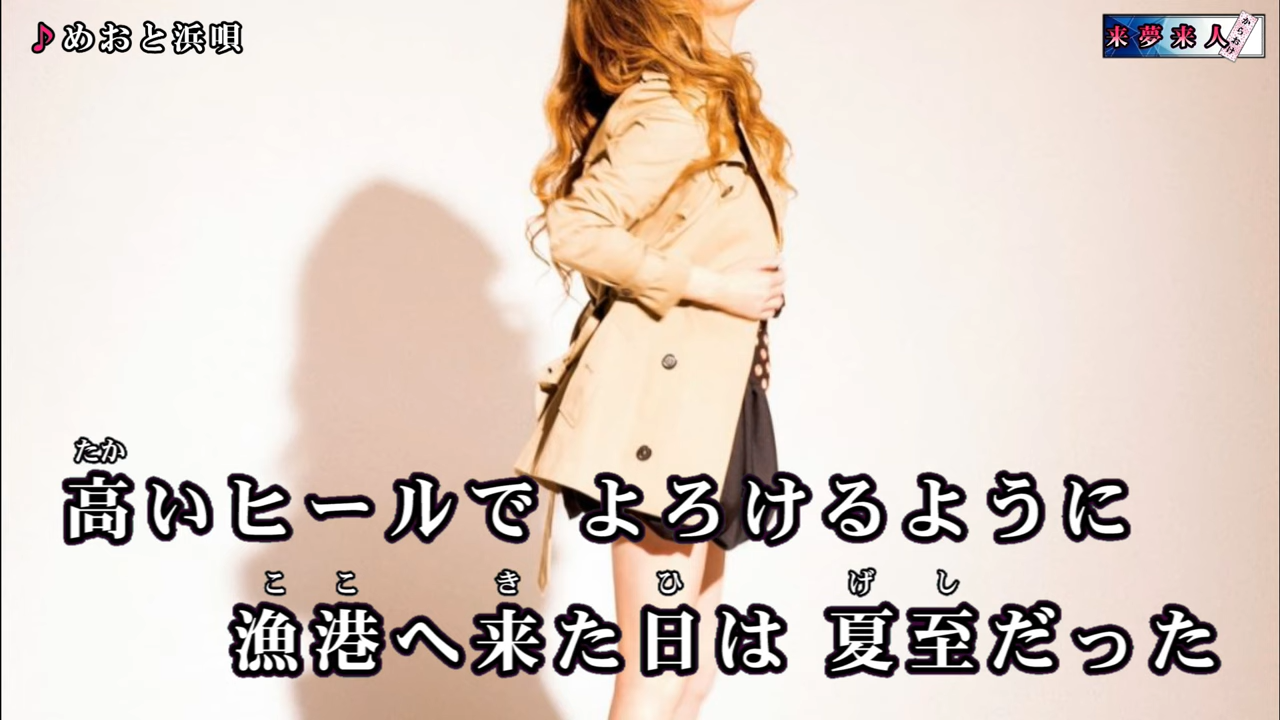 ♪めおと浜唄
来夢来人
からおけ
たか
高いヒールで よろけるように
ここ き ひ げし
漁港へ来た日は 夏至だった